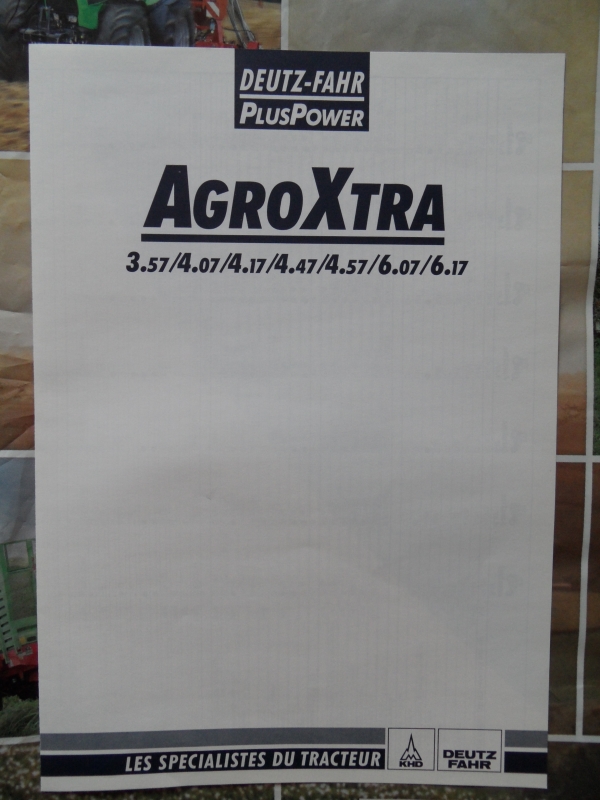 DEUTZ-FAHR
PLUSPOWER
AGROXTRA
3.57/4.07/4.17/4.47/4.57/6.07/6.17
LES SPECIALISTES DU TRACTEUR
KHD
DEUTZ
FAHR